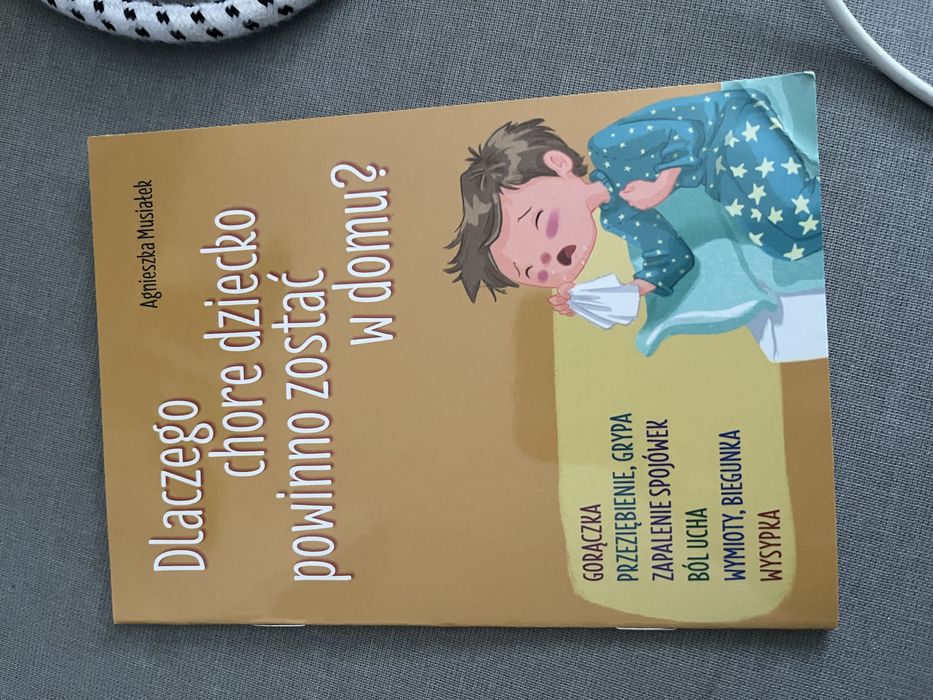 Agnieszka Musiałek
Dlaczego
chore dziecko
powinno zostać
w domu?
GORĄCZKA
PRZEZIĘBIENIE, GRYPA
ZAPALENIE SPOJÓWEK
BÓL UCHA
WYMIOTY, BIEGUNKA
WYSYPKA